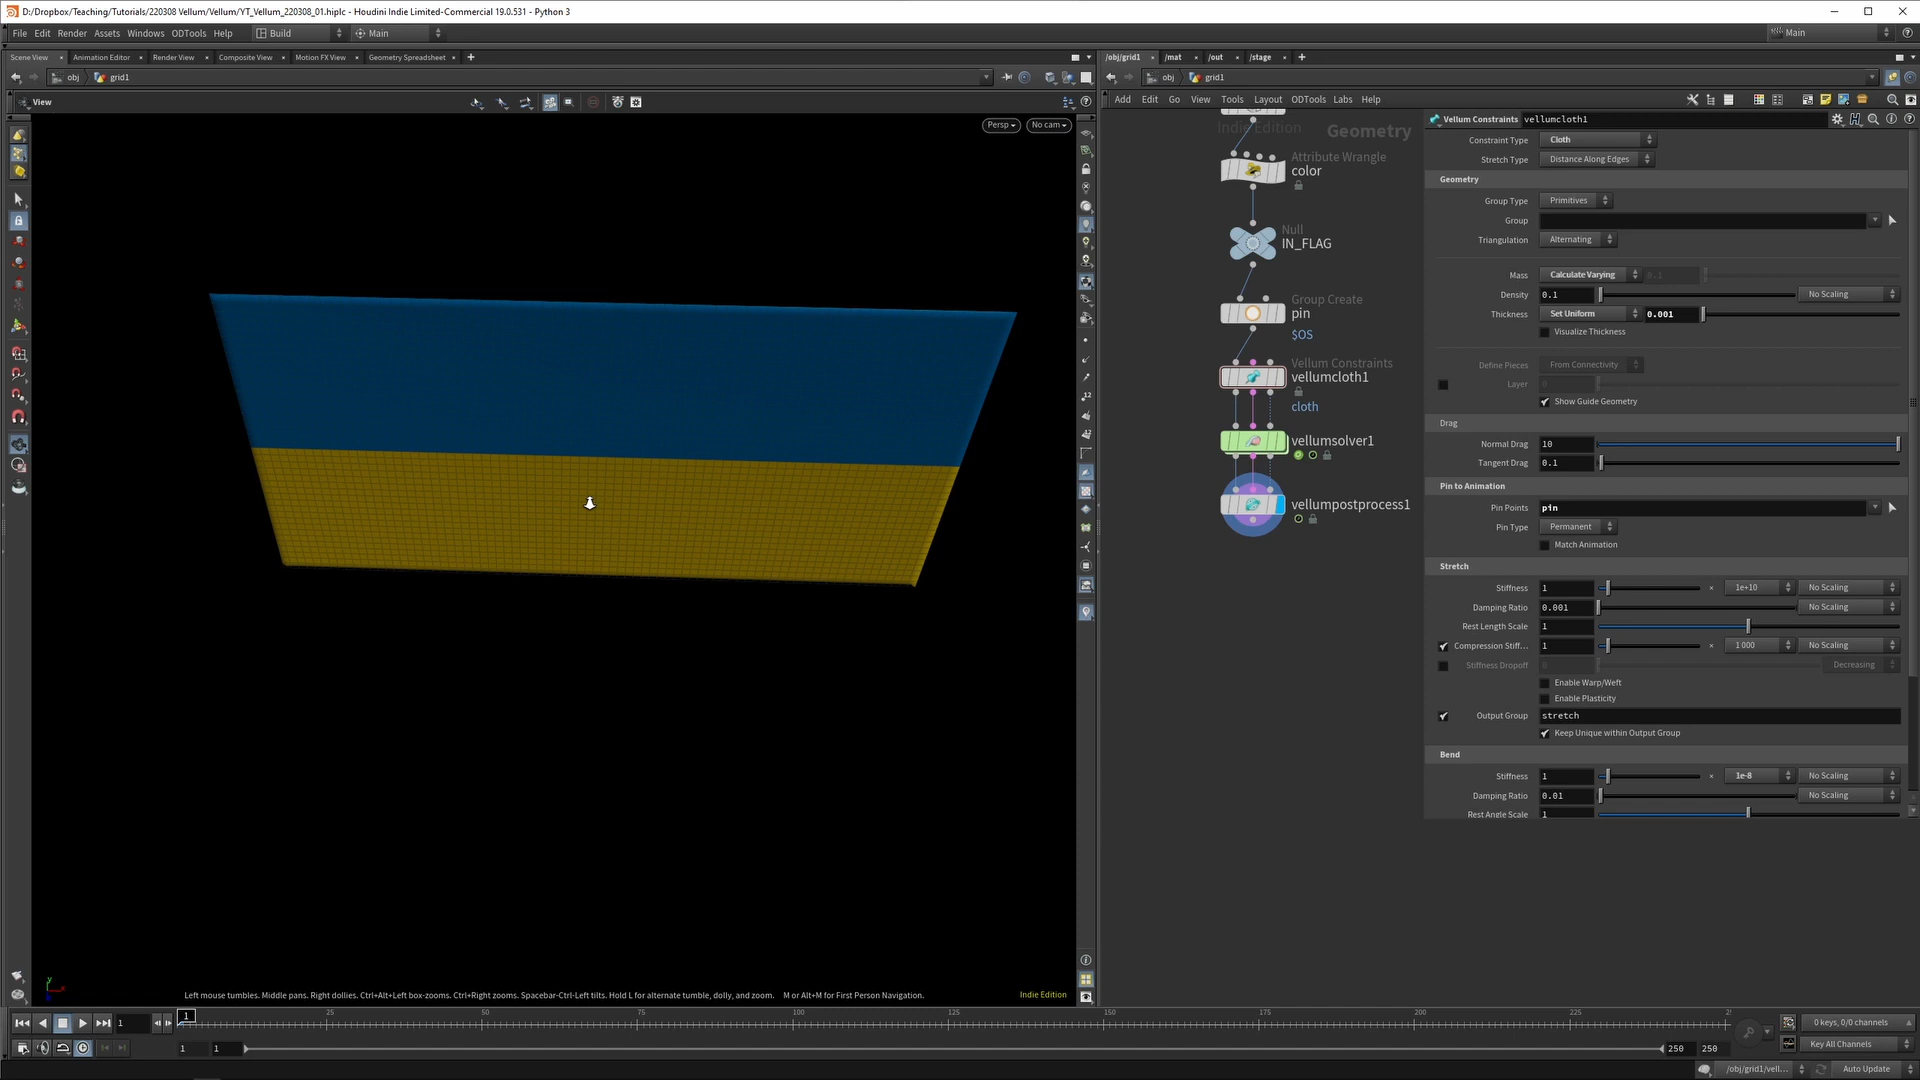 D:/Dropbox/Teaching/Tutorials/220308 Vellum/Vellum/YT_Vellum_220308_01.hiplc - Houdini Indie Limited-Commercial 19.0.531 - Python 3
File Edit Render Assets Windows ODTools Help Build Main Main
Scene View Animation Editor Render View Composite View Motion FX View Geometry Spreadsheet
/obj/grid1 /mat /out /stage
obj grid1
obj grid1
View
Add Edit Go View Tools Layout ODTools Labs Help
Persp No cam
Indie Edition Geometry
Attribute Wrangle
color
Null
IN_FLAG
Group Create
pin
$OS
Vellum Constraints
vellumcloth1
cloth
vellumsolver1
vellumpostprocess1
Vellum Constraints vellumcloth1
Constraint Type Cloth
Stretch Type Distance Along Edges
Geometry
Group Type Primitives
Group
Triangulation Alternating
Mass Calculate Varying 0.1
Density 0.1 No Scaling
Thickness Set Uniform 0.001
Visualize Thickness
Define Pieces From Connectivity
Layer 0
Show Guide Geometry
Drag
Normal Drag 10
Tangent Drag 0.1
Pin to Animation
Pin Points pin
Pin Type Permanent
Match Animation
Stretch
Stiffness 1 × 1e+10 No Scaling
Damping Ratio 0.001 No Scaling
Rest Length Scale 1
Compression Stiff... 1 × 1000 No Scaling
Stiffness Dropoff 0 Decreasing
Enable Warp/Weft
Enable Plasticity
Output Group stretch
Keep Unique within Output Group
Bend
Stiffness 1 × 1e-8 No Scaling
Damping Ratio 0.01 No Scaling
Rest Angle Scale 1
y
Left mouse tumbles. Middle pans. Right dollies. Ctrl+Alt+Left box-zooms. Ctrl+Right zooms. Spacebar-Ctrl-Left tilts. Hold L for alternate tumble, dolly, and zoom. M or Alt+M for First Person Navigation. Indie Edition
1 1 25 50 75 100 125 150 175 200 225
0 keys, 0/0 channels
1 1 250 250 Key All Channels
/obj/grid1/vell... Auto Update